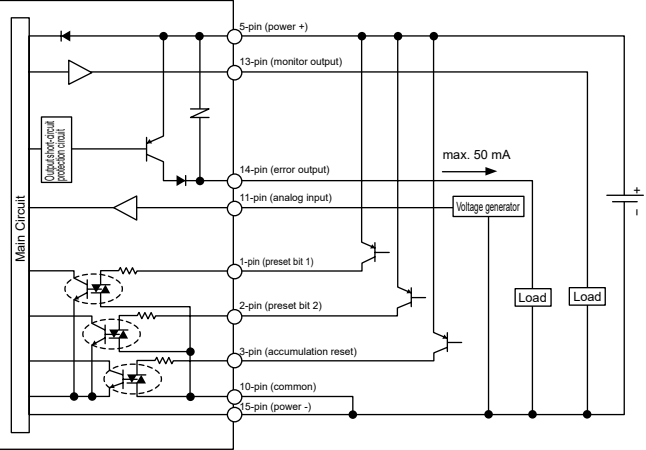 5-pin (power +)
13-pin (monitor output)
Output short-circuit
protection circuit
max. 50 mA
14-pin (error output)
11-pin (analog input)
Voltage generator
+
−
Main Circuit
1-pin (preset bit 1)
2-pin (preset bit 2)
Load
Load
3-pin (accumulation reset)
10-pin (common)
15-pin (power -)